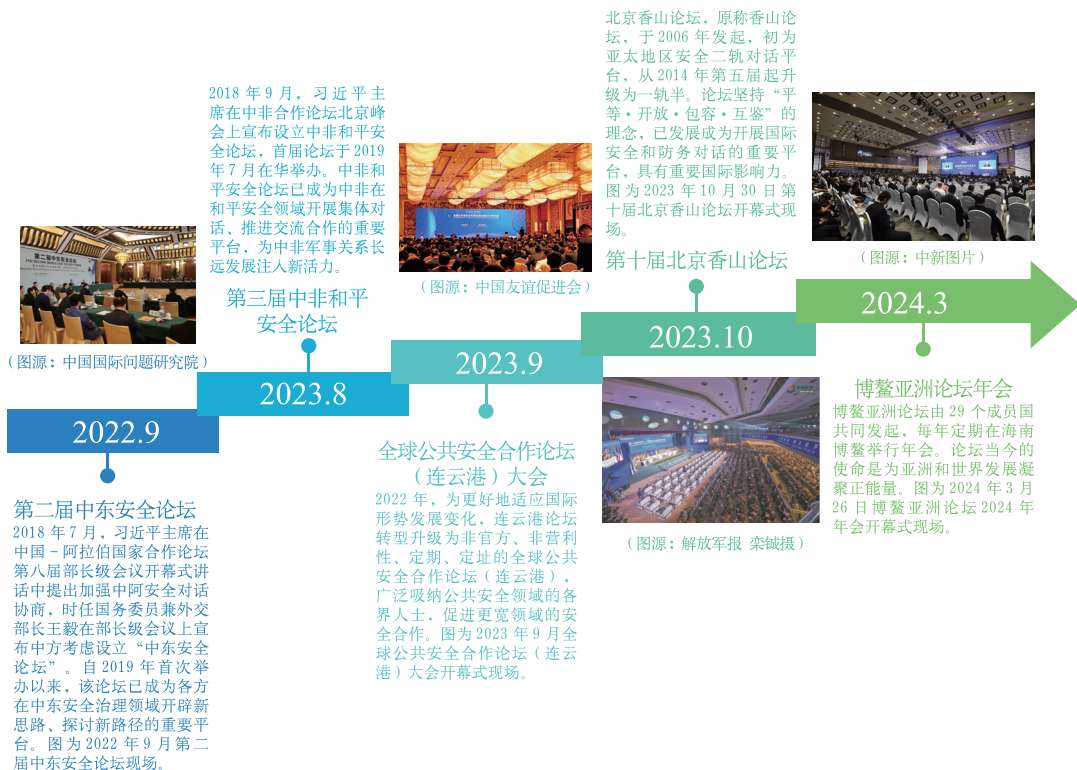 第二届中东安全论坛
（图源：中国国际问题研究院）
2022.9
第二届中东安全论坛
2018 年 7 月，习近平主席在
中国－阿拉伯国家合作论坛
第八届部长级会议开幕式讲
话中提出加强中阿安全对话
协商，时任国务委员兼外交
部长王毅在部长级会议上宣
布中方考虑设立“中东安全
论坛”。自 2019 年首次举
办以来，该论坛已成为各方
在中东安全治理领域开辟新
思路、探讨新路径的重要平
台。图为 2022 年 9 月第二
届中东安全论坛现场。
2018 年 9 月，习近平主
席在中非合作论坛北京峰
会上宣布设立中非和平安
全论坛，首届论坛于 2019
年 7 月在华举办。中非和
平安全论坛已成为中非在
和平安全领域开展集体对
话、推进交流合作的重要
平台，为中非军事关系长
远发展注入新活力。
第三届中非和平
安全论坛
2023.8
（图源：中国友谊促进会）
2023.9
全球公共安全合作论坛
（连云港）大会
2022 年，为更好地适应国际
形势发展变化，连云港论坛
转型升级为非官方、非营利
性、定期、定址的全球公共
安全合作论坛（连云港），
广泛吸纳公共安全领域的各
界人士，促进更宽领域的安
全合作。图为 2023 年 9 月全
球公共安全合作论坛（连云
港）大会开幕式现场。
北京香山论坛，原称香山论
坛，于 2006 年发起，初为
亚太地区安全二轨对话平
台，从 2014 年第五届起升
级为一轨半。论坛坚持“平
等·开放·包容·互鉴”的
理念，已发展成为开展国际
安全和防务对话的重要平
台，具有重要国际影响力。
图为 2023 年 10 月 30 日第
十届北京香山论坛开幕式现
场。
第十届北京香山论坛
2023.10
（图源：解放军报 栾铖摄）
（图源：中新图片）
2024.3
博鳌亚洲论坛年会
博鳌亚洲论坛由 29 个成员国
共同发起，每年定期在海南
博鳌举行年会。论坛当今的
使命是为亚洲和世界发展凝
聚正能量。图为 2024 年 3 月
26 日博鳌亚洲论坛 2024 年
年会开幕式现场。